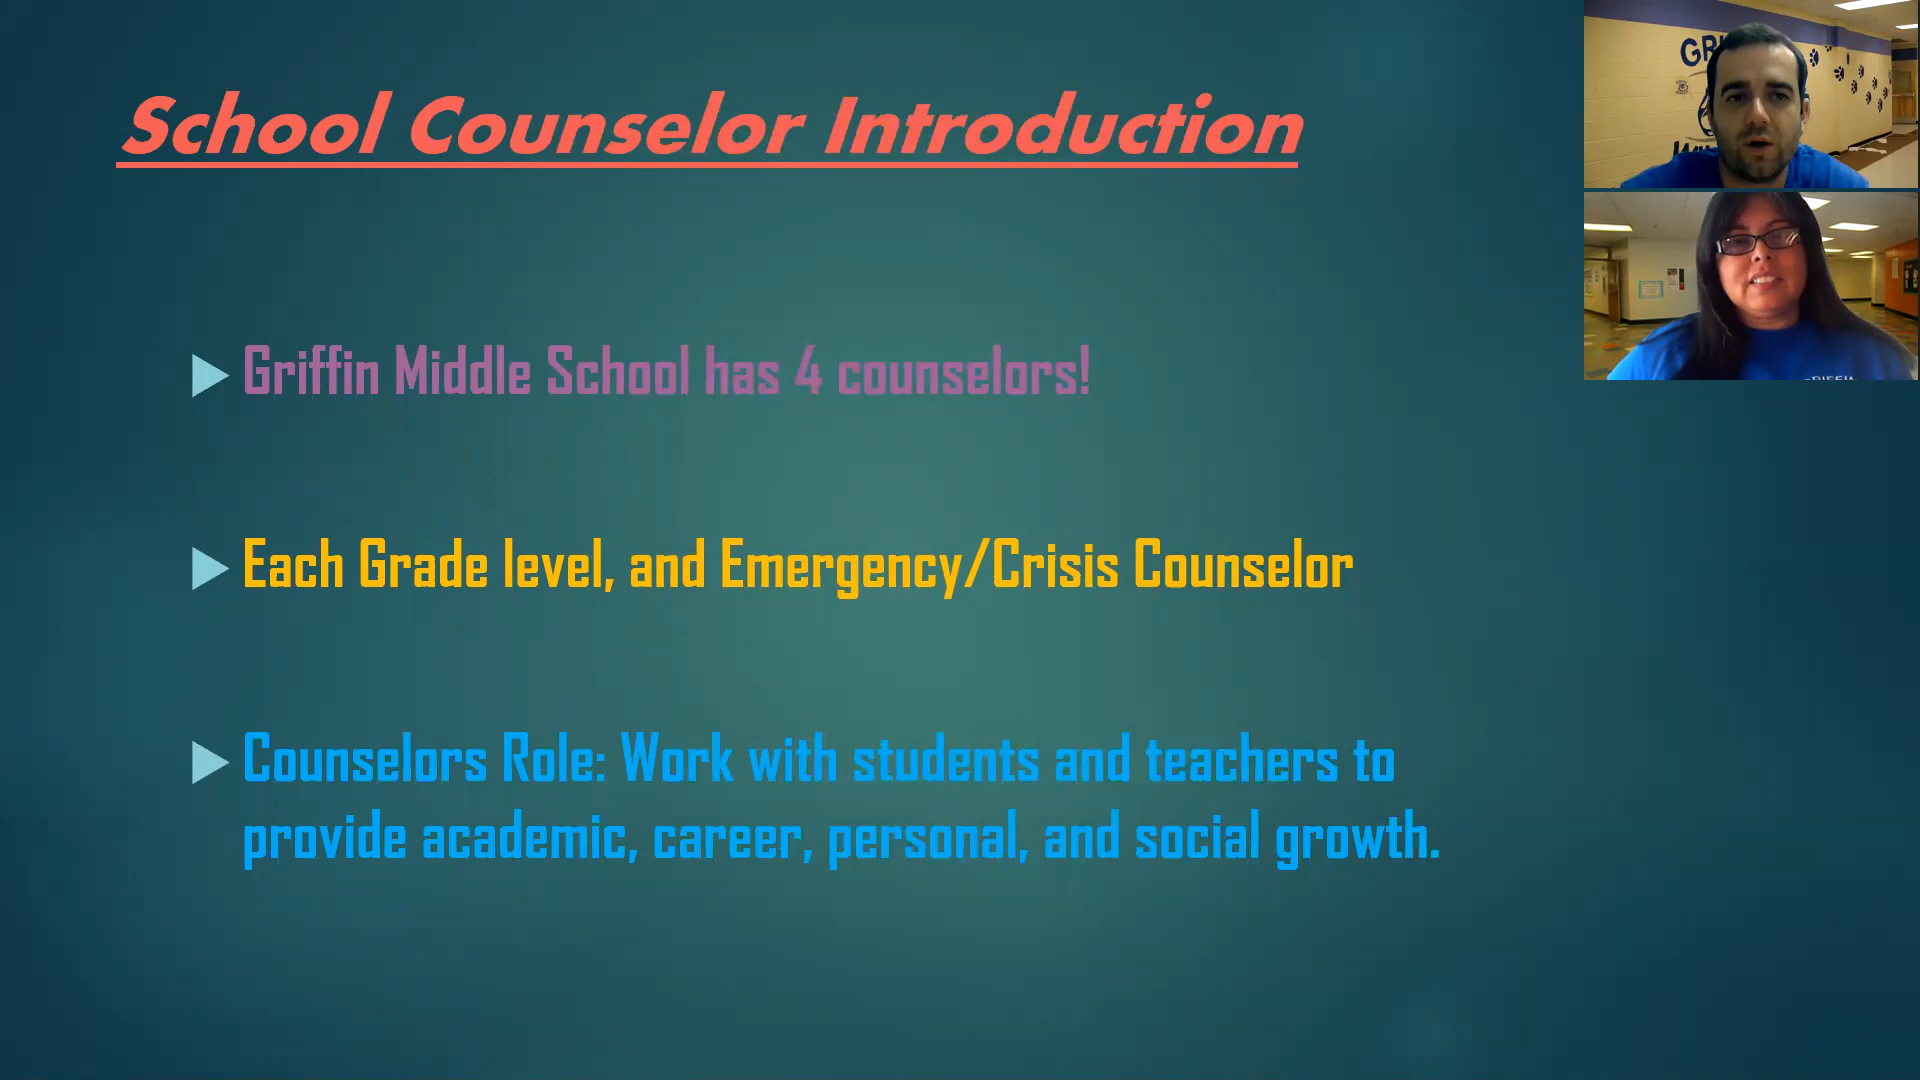 School Counselor Introduction
Griffin Middle School has 4 counselors!
Each Grade level, and Emergency/Crisis Counselor
Counselors Role: Work with students and teachers to
provide academic, career, personal, and social growth.